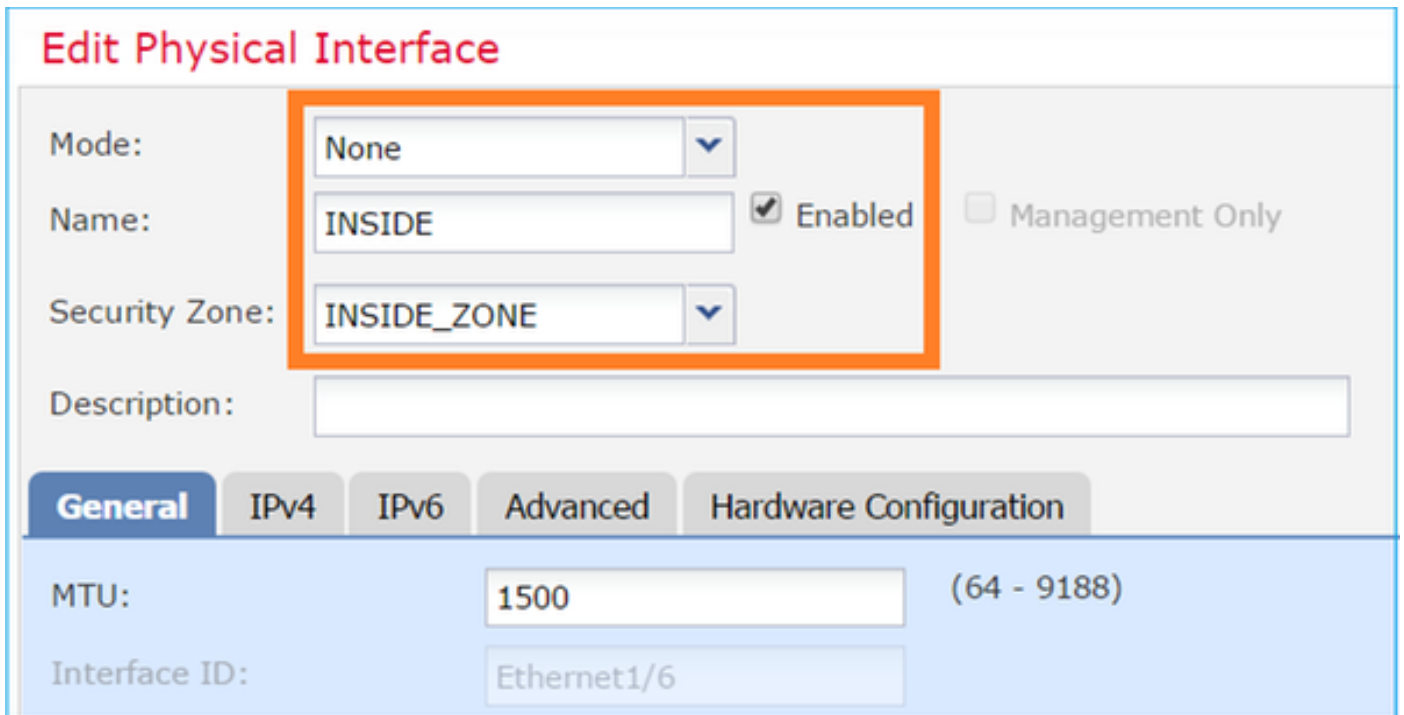 Edit Physical Interface
Mode: None
Name: INSIDE Enabled Management Only
Security Zone: INSIDE_ZONE
Description:
General IPv4 IPv6 Advanced Hardware Configuration
MTU: 1500 (64 - 9188)
Interface ID: Ethernet1/6